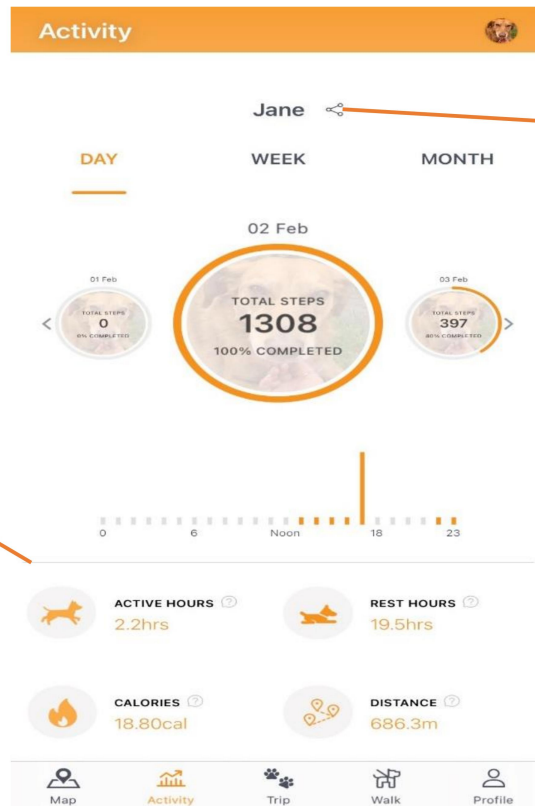 Activity
Jane
DAY WEEK MONTH
02 Feb
01 Feb
TOTAL STEPS
0
0% COMPLETED
TOTAL STEPS
1308
100% COMPLETED
03 Feb
TOTAL STEPS
397
40% COMPLETED
0 6 Noon 18 23
ACTIVE HOURS ?
2.2hrs
REST HOURS ?
19.5hrs
CALORIES ?
18.80cal
DISTANCE ?
686.3m
Map Activity Trip Walk Profile